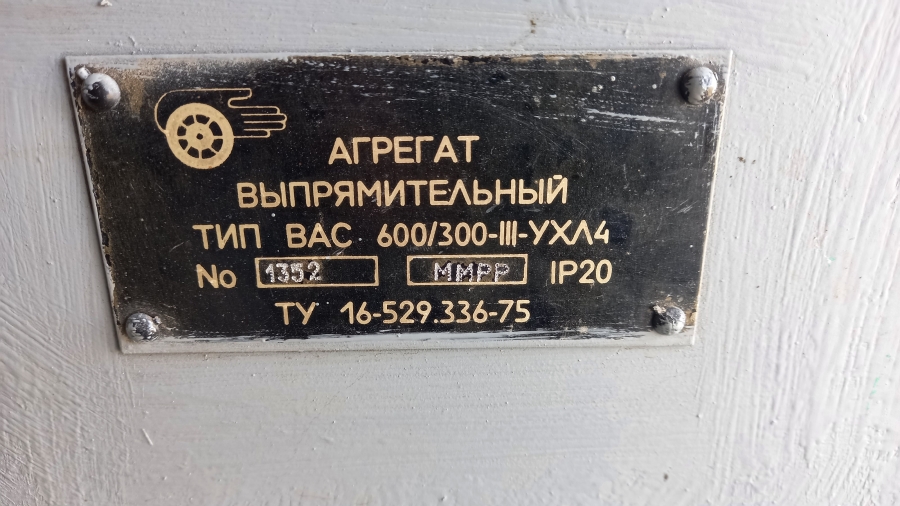 АГРЕГАТ
ВЫПРЯМИТЕЛЬНЫЙ
ТИП ВАС 600/300-III-УХЛ4
No 1352 ММРР IP20
ТУ 16-529.336-75